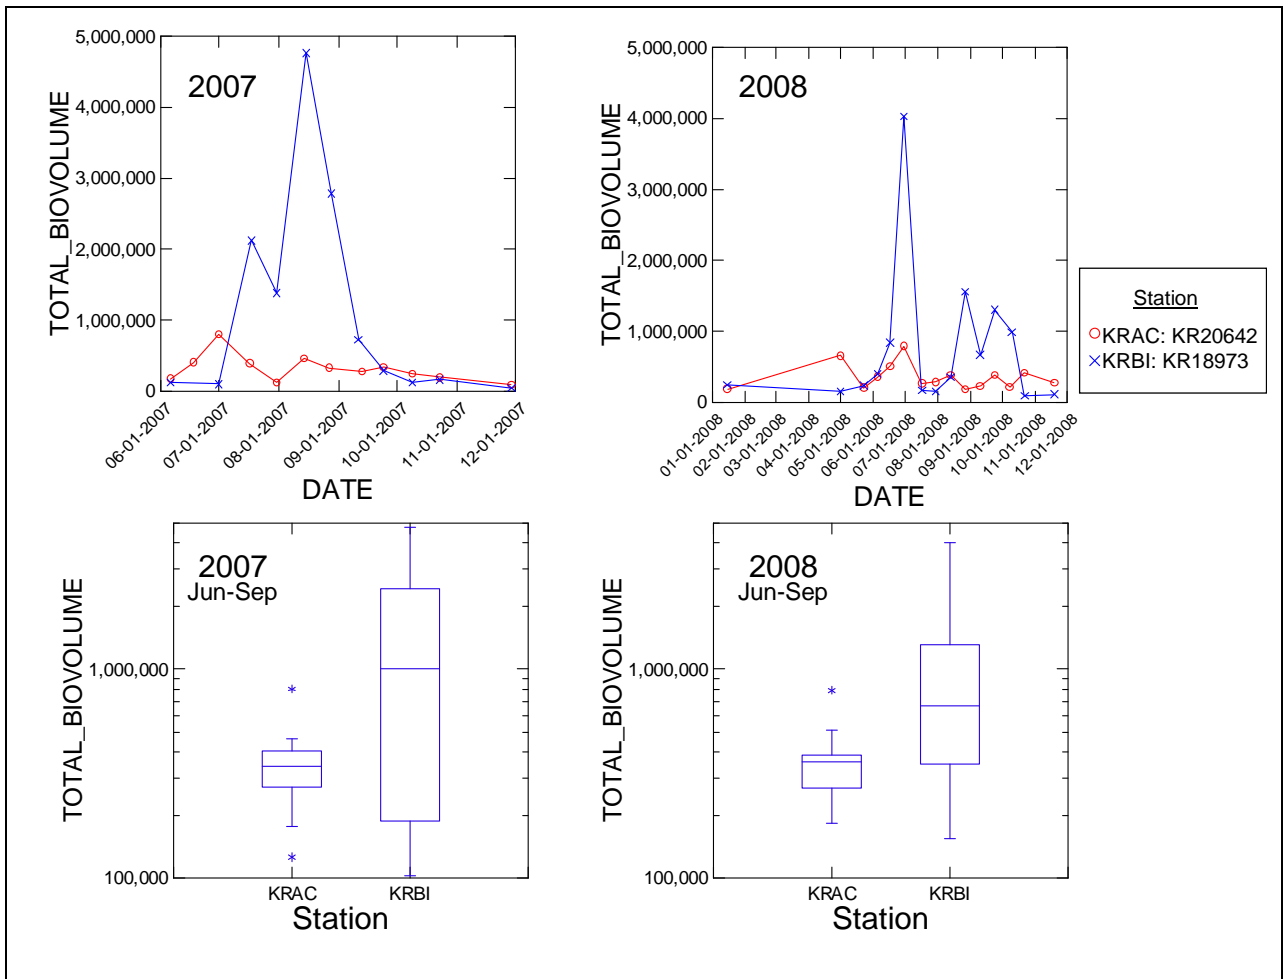 2007
TOTAL_BIOVOLUME
5,000,000
4,000,000
3,000,000
2,000,000
1,000,000
0
06-01-2007
07-01-2007
08-01-2007
09-01-2007
10-01-2007
11-01-2007
12-01-2007
DATE
2008
TOTAL_BIOVOLUME
5,000,000
4,000,000
3,000,000
2,000,000
1,000,000
0
01-01-2008
02-01-2008
03-01-2008
04-01-2008
05-01-2008
06-01-2008
07-01-2008
08-01-2008
09-01-2008
10-01-2008
11-01-2008
12-01-2008
DATE
Station
KRAC: KR20642
KRBI: KR18973
2007
Jun-Sep
TOTAL_BIOVOLUME
1,000,000
100,000
KRAC
KRBI
Station
2008
Jun-Sep
TOTAL_BIOVOLUME
1,000,000
100,000
KRAC
KRBI
Station